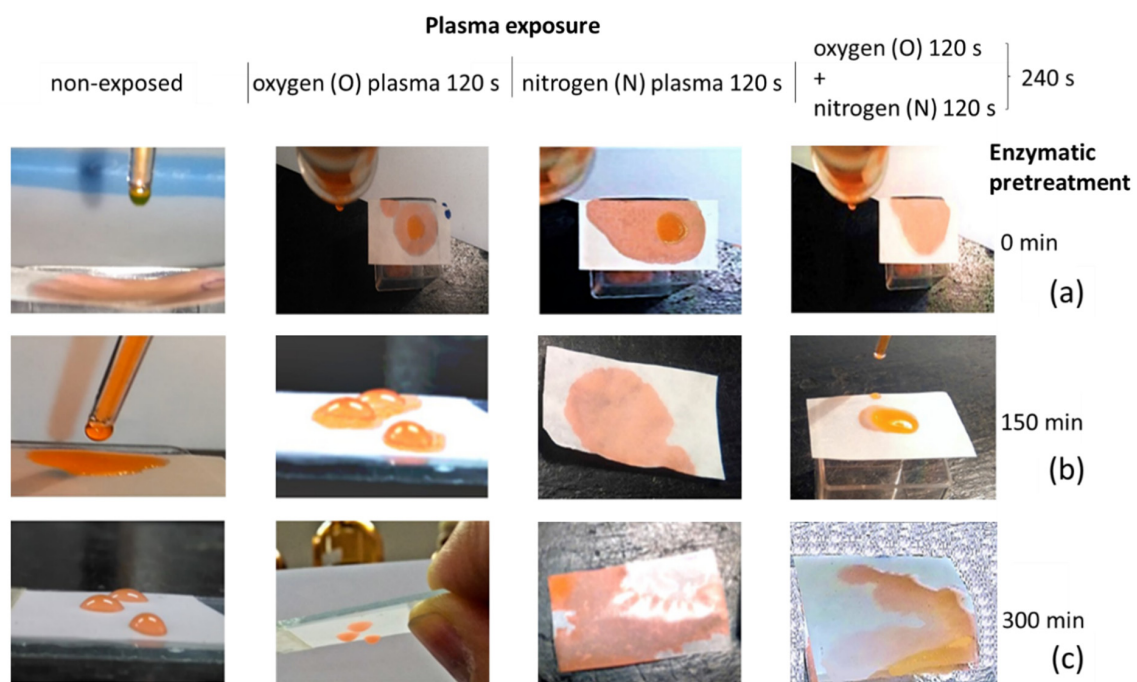 Plasma exposure
non-exposed
oxygen (O) plasma 120 s
nitrogen (N) plasma 120 s
oxygen (O) 120 s
+
nitrogen (N) 120 s
240 s
Enzymatic
pretreatment
0 min
(a)
150 min
(b)
300 min
(c)